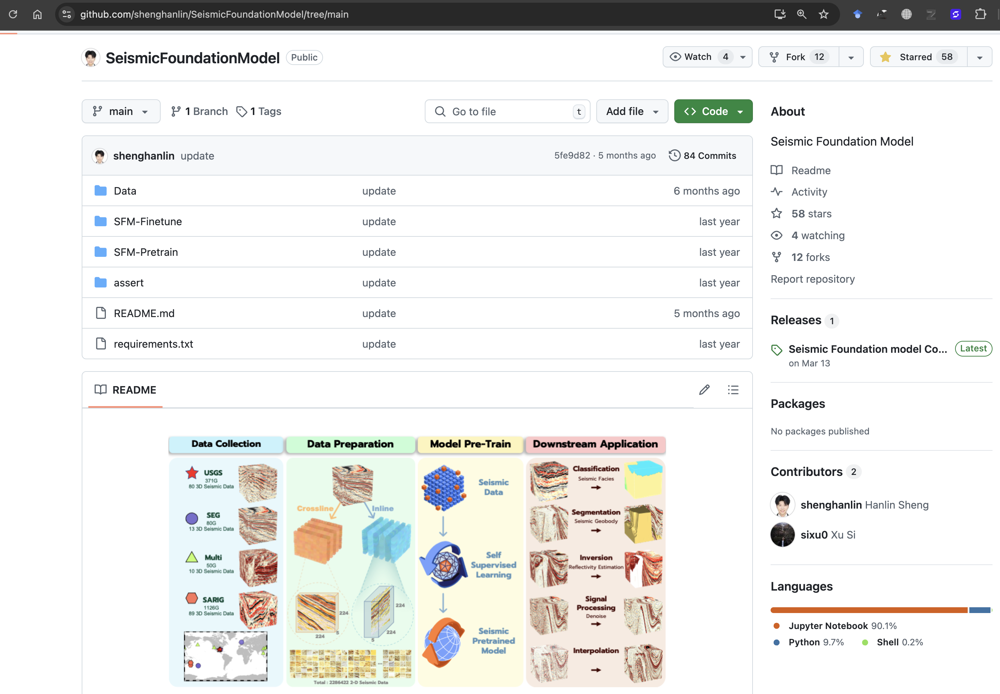 github.com/shenghanlin/SeismicFoundationModel/tree/main
SeismicFoundationModel Public
Watch 4
Fork 12
Starred 58
main
1 Branch
1 Tags
Go to file t
Add file
Code
shenghanlin update
5fe9d82 · 5 months ago
84 Commits
Data update 6 months ago
SFM-Finetune update last year
SFM-Pretrain update last year
assert update last year
README.md update 5 months ago
requirements.txt update last year
README
Data Collection
USGS
371G
80 3D Seismic Data
SEG
80G
13 3D Seismic Data
Multi
50G
10 3D Seismic Data
SARIG
1126G
89 3D Seismic Data
Data Preparation
Crossline
Inline
224
5
224
224
224
5
...
Total : 2286422 2-D Seismic Data
Model Pre-Train
Seismic
Data
Self
Supervised
Learning
Seismic
Pretrained
Model
Downstream Application
Classification
Seismic Facies
Segmentation
Seismic Geobody
Inversion
Reflectivity Estimation
Signal
Processing
Denoise
Interpolation
About
Seismic Foundation Model
Readme
Activity
58 stars
4 watching
12 forks
Report repository
Releases 1
Seismic Foundation model Co... Latest
on Mar 13
Packages
No packages published
Contributors 2
shenghanlin Hanlin Sheng
sixu0 Xu Si
Languages
Jupyter Notebook 90.1%
Python 9.7%
Shell 0.2%